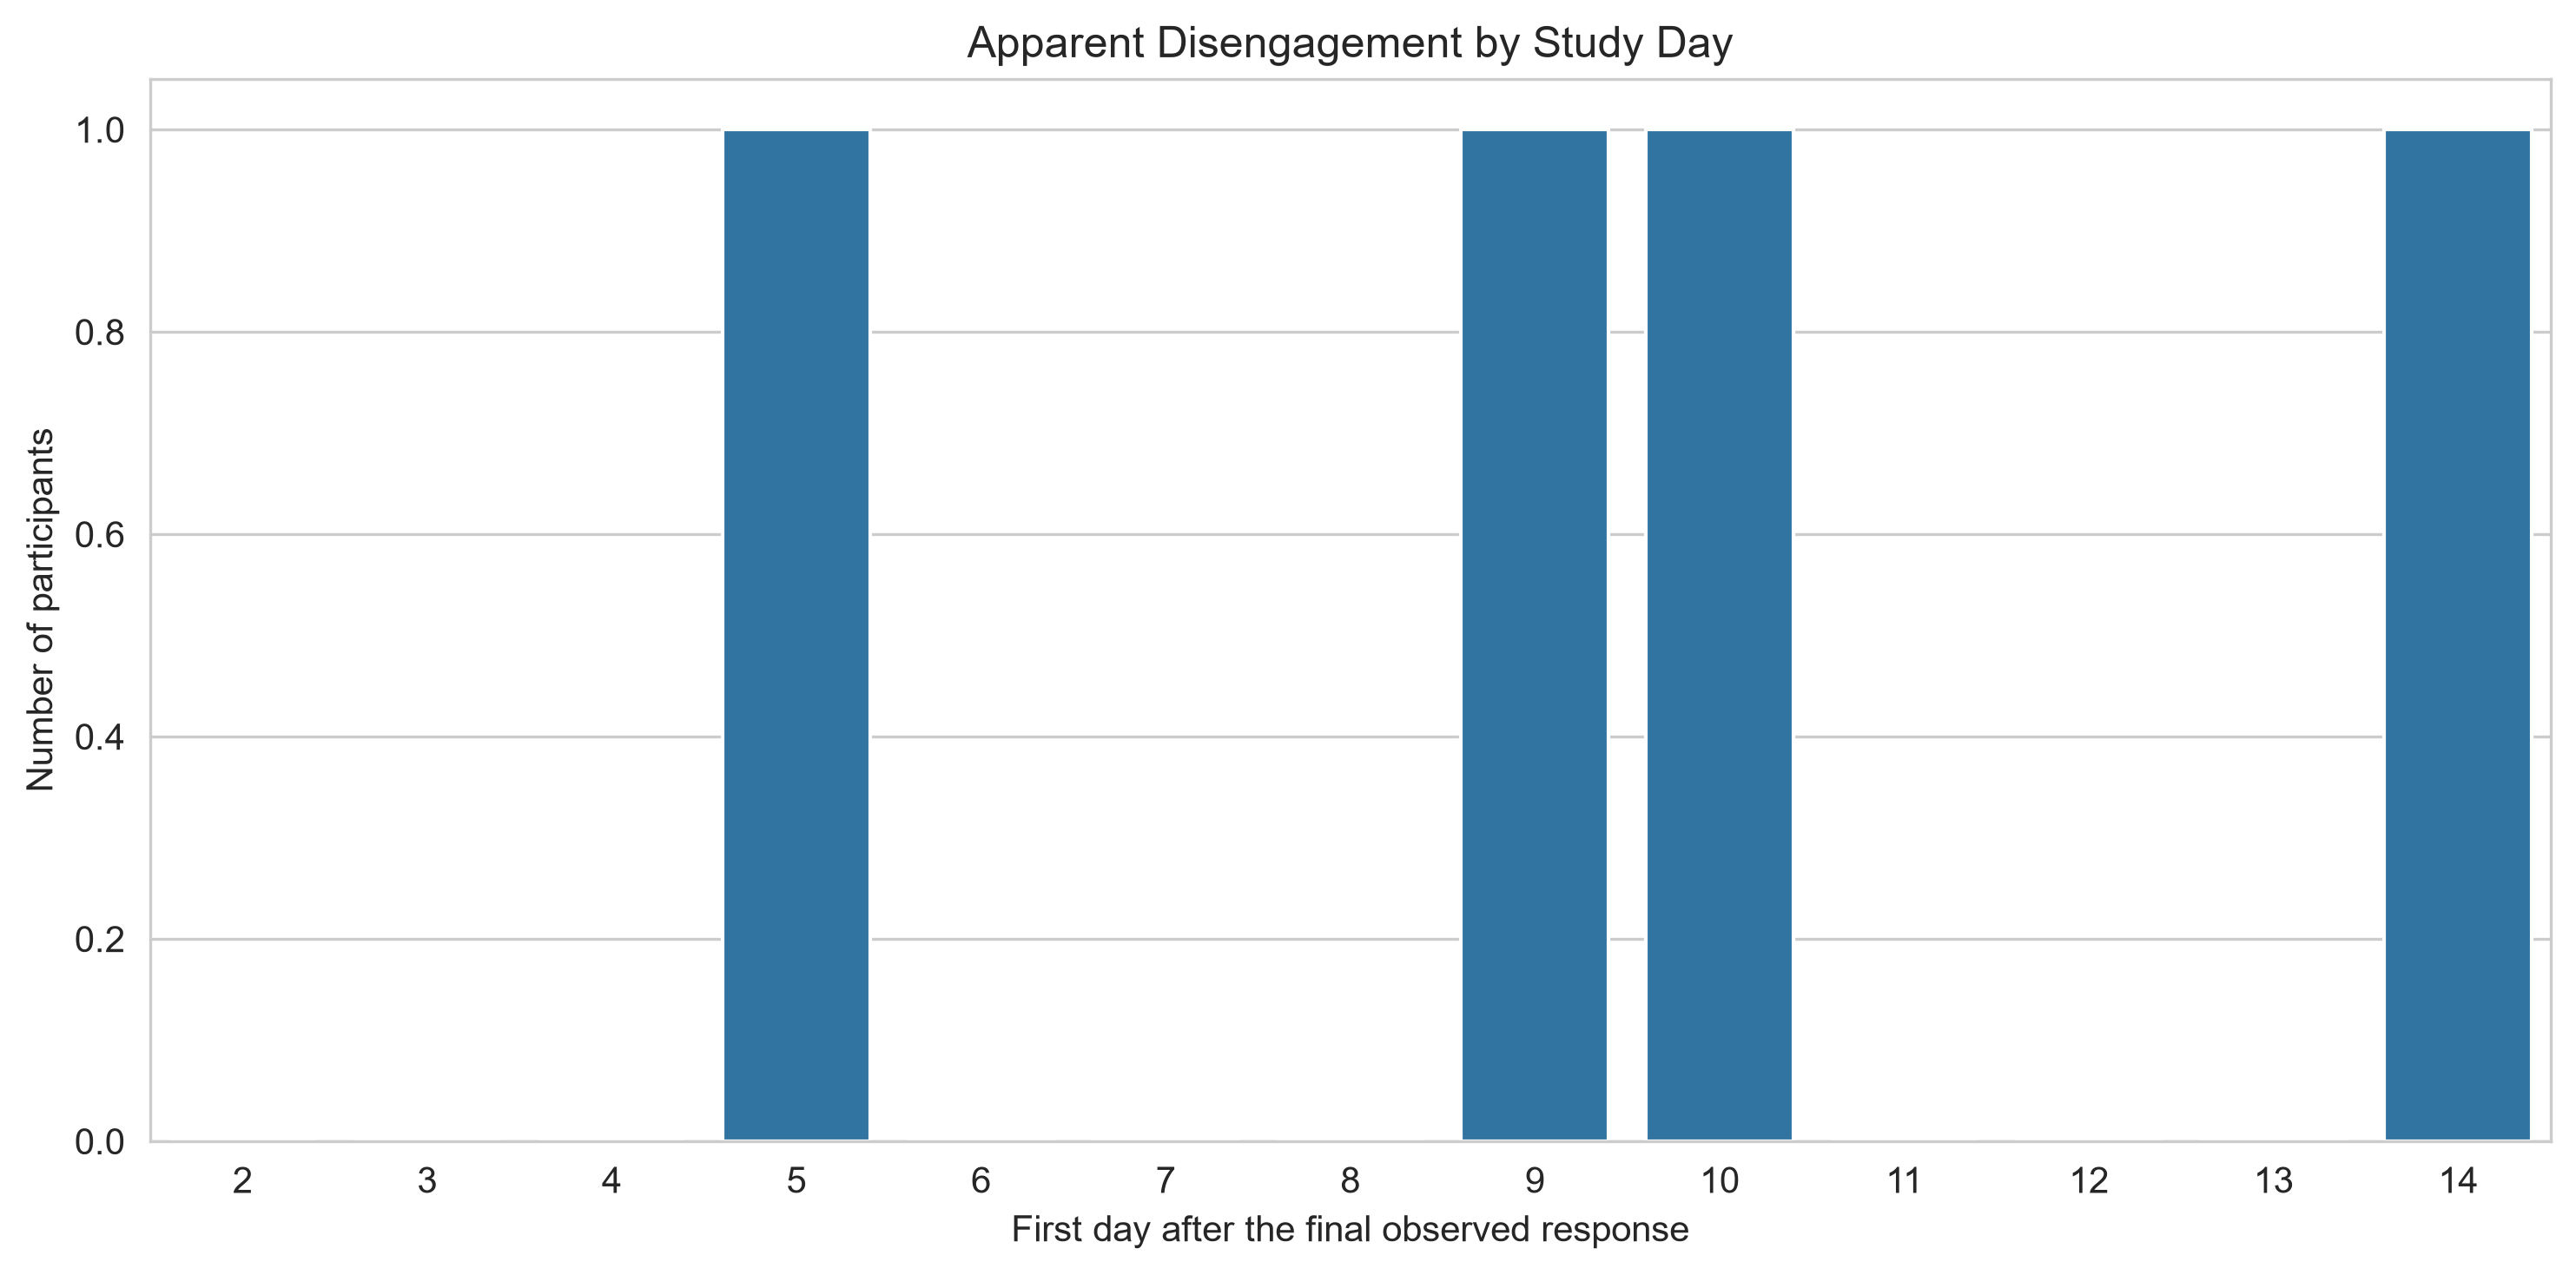 Apparent Disengagement by Study Day
Number of participants
1.0
0.8
0.6
0.4
0.2
0.0
2 3 4 5 6 7 8 9 10 11 12 13 14
First day after the final observed response